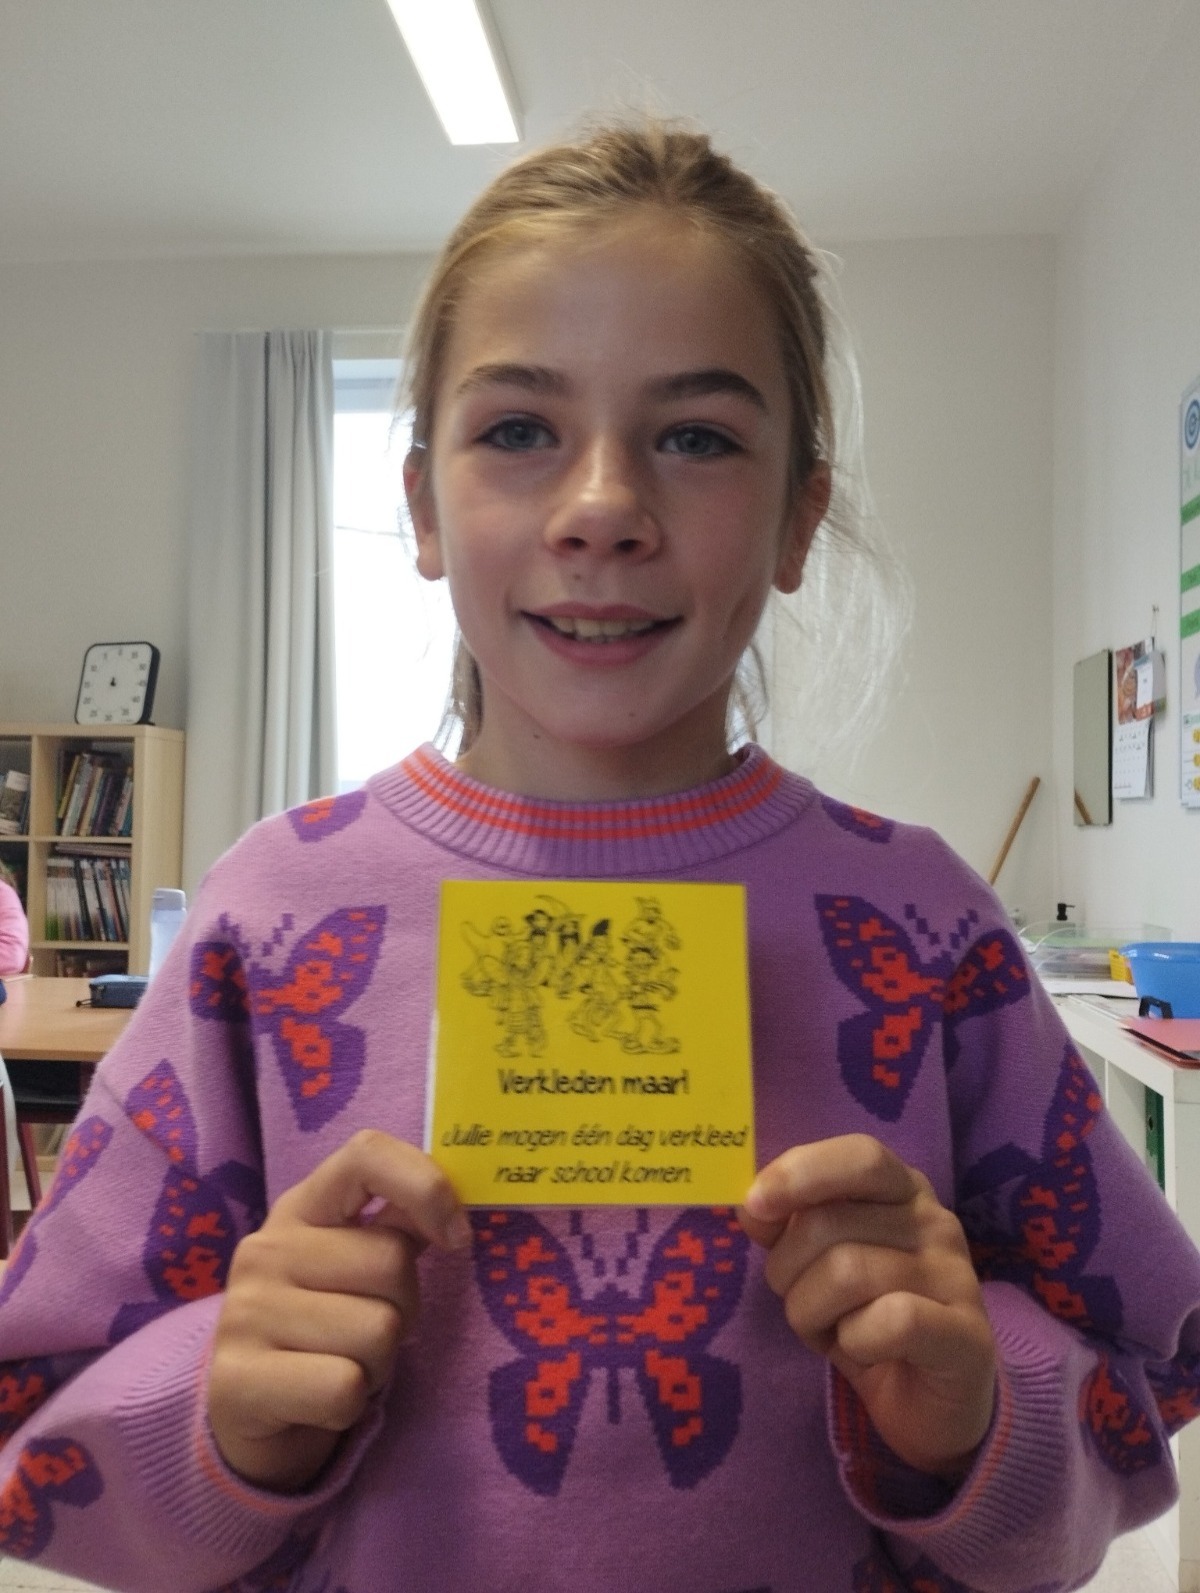 Verkleden maar!
Jullie mogen één dag verkleed
naar school komen.